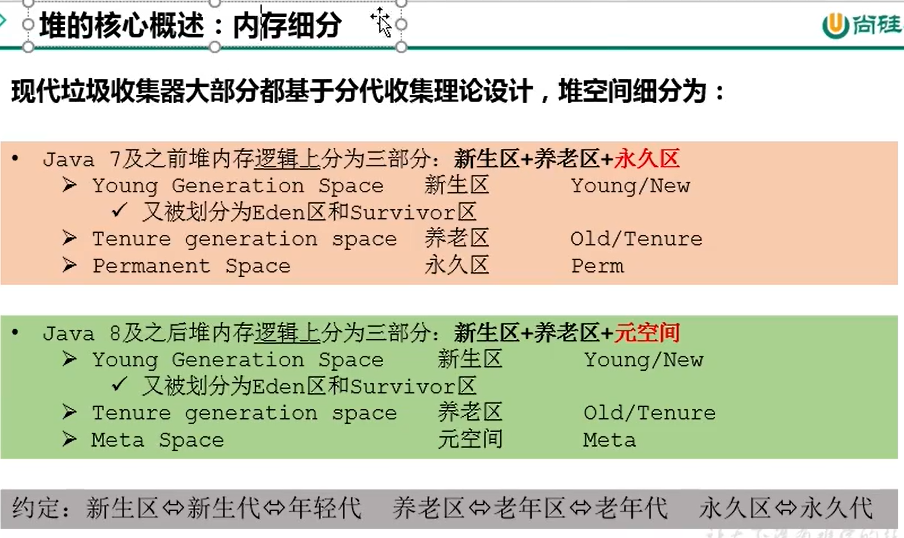 堆的核心概述：内存细分
尚硅
现代垃圾收集器大部分都基于分代收集理论设计，堆空间细分为：
• Java 7及之前堆内存逻辑上分为三部分：新生区+养老区+永久区
➢ Young Generation Space 新生区 Young/New
✓ 又被划分为Eden区和Survivor区
➢ Tenure generation space 养老区 Old/Tenure
➢ Permanent Space 永久区 Perm
• Java 8及之后堆内存逻辑上分为三部分：新生区+养老区+元空间
➢ Young Generation Space 新生区 Young/New
✓ 又被划分为Eden区和Survivor区
➢ Tenure generation space 养老区 Old/Tenure
➢ Meta Space 元空间 Meta
约定：新生区⇔新生代⇔年轻代 养老区⇔老年区⇔老年代 永久区⇔永久代